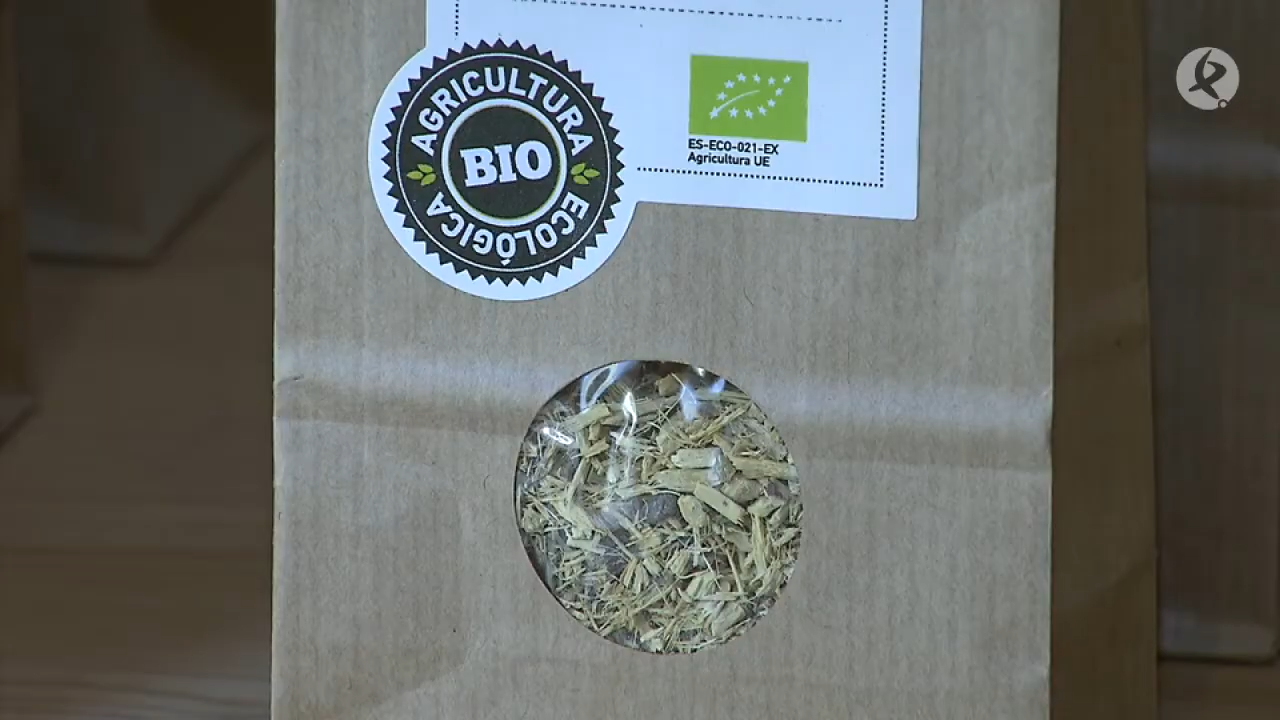 AGRICULTURA
BIO
ECOLÓGICA
ES-ECO-021-EX
Agricultura UE